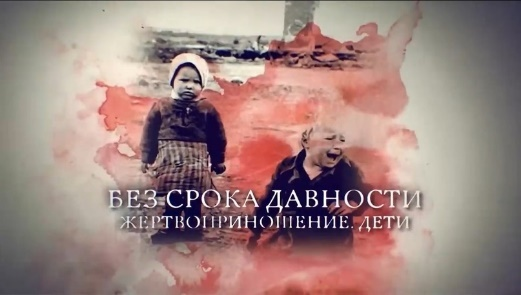 БЕЗ СРОКА ДАВНОСТИ
ЖЕРТВОПРИНОШЕНИЕ. ДЕТИ